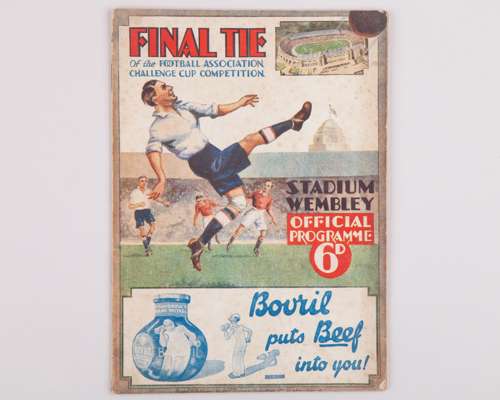 FINAL TIE
Of the FOOTBALL ASSOCIATION
CHALLENGE CUP COMPETITION.
STADIUM
WEMBLEY
OFFICIAL
PROGRAMME
6D
Bovril
puts Beef
into you!